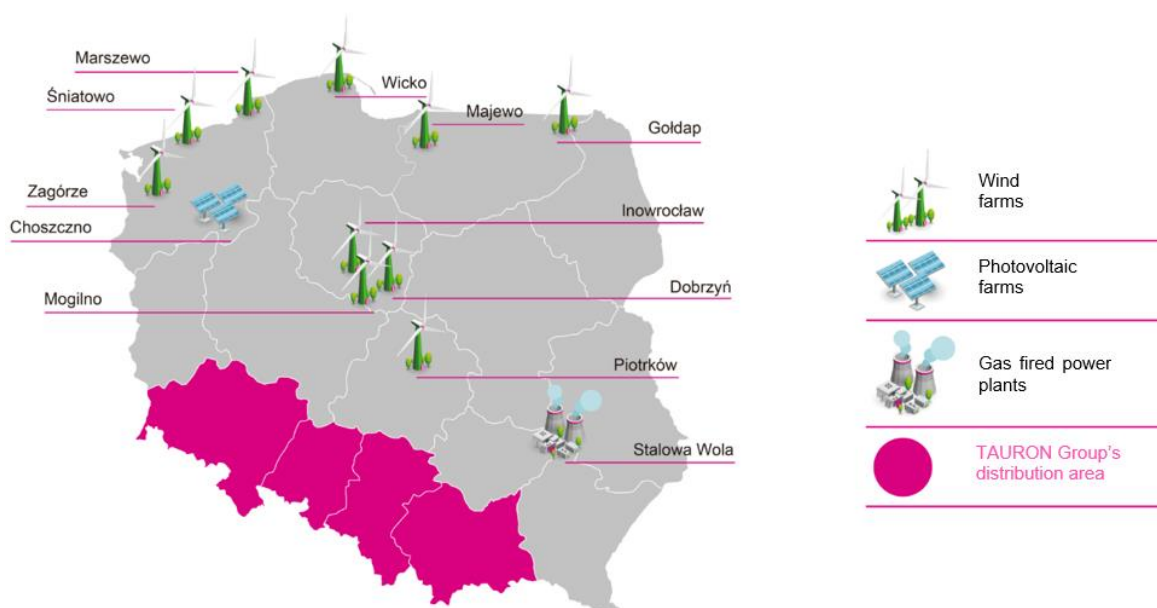 Marszewo
Śniatowo
Wicko
Majewo
Gołdap
Zagórze
Choszczno
Inowrocław
Mogilno
Dobrzyń
Piotrków
Stalowa Wola
Wind
farms
Photovoltaic
farms
Gas fired power
plants
TAURON Group's
distribution area